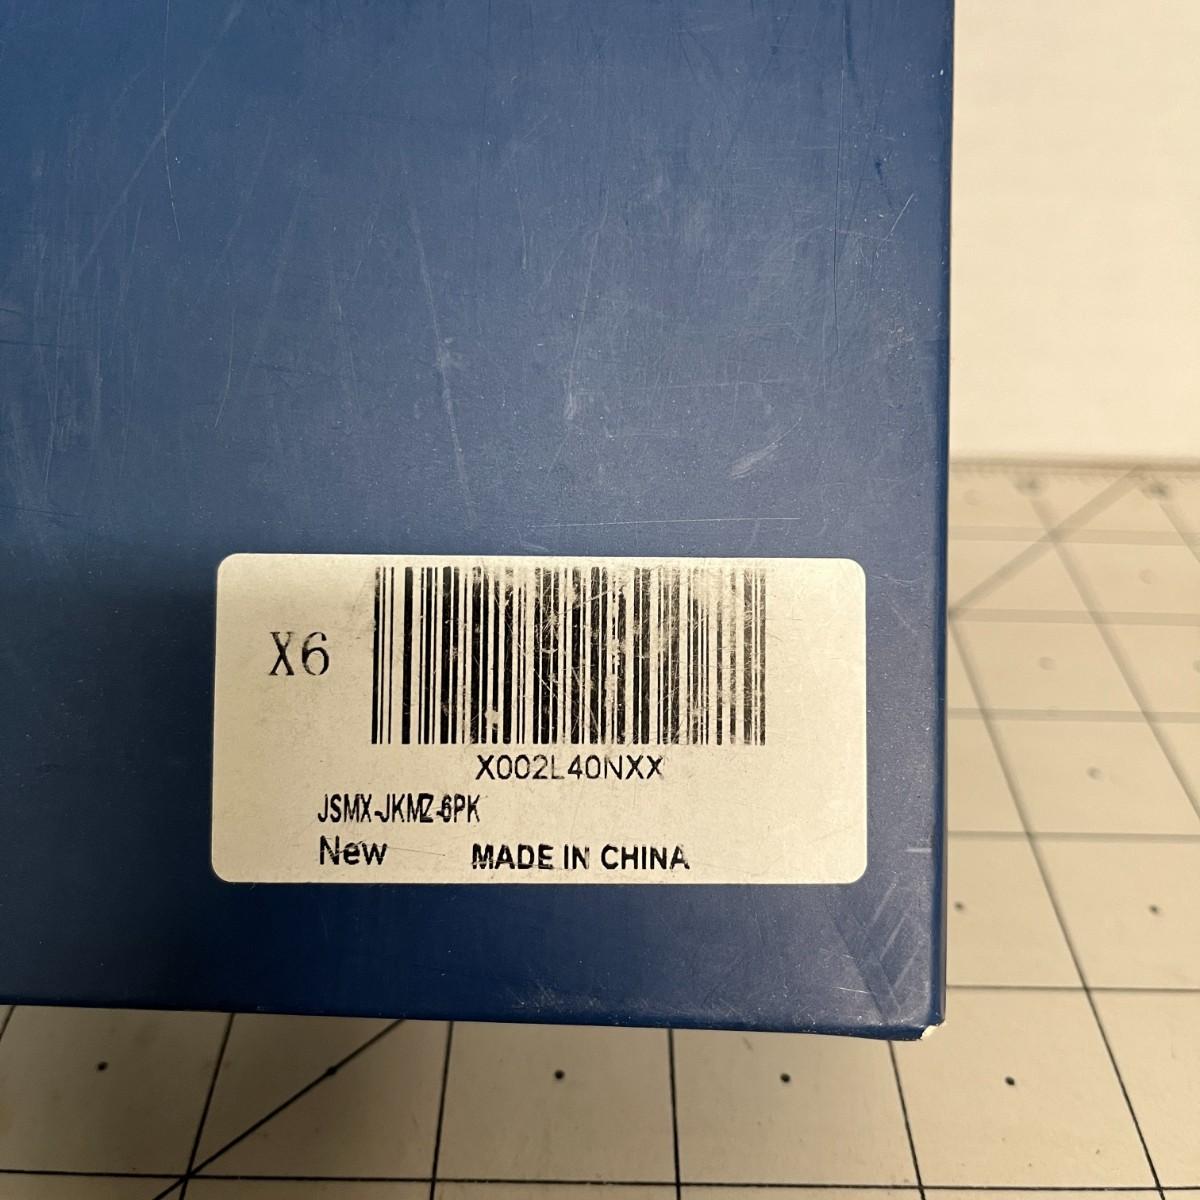 X6
X002L40NXX
JSMX-JKMZ-6PK
New MADE IN CHINA